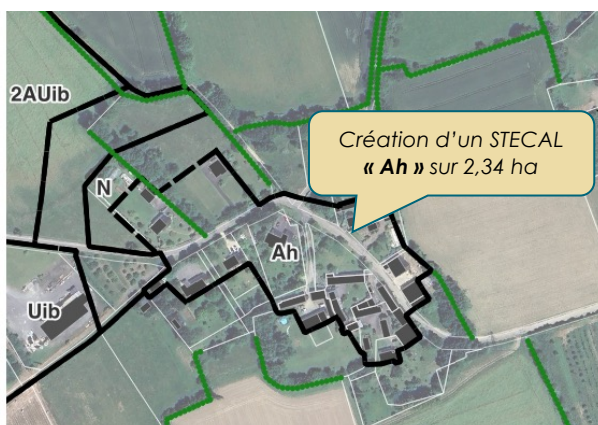 2AUib
Création d'un STECAL
« Ah » sur 2,34 ha
N
Ah
Uib